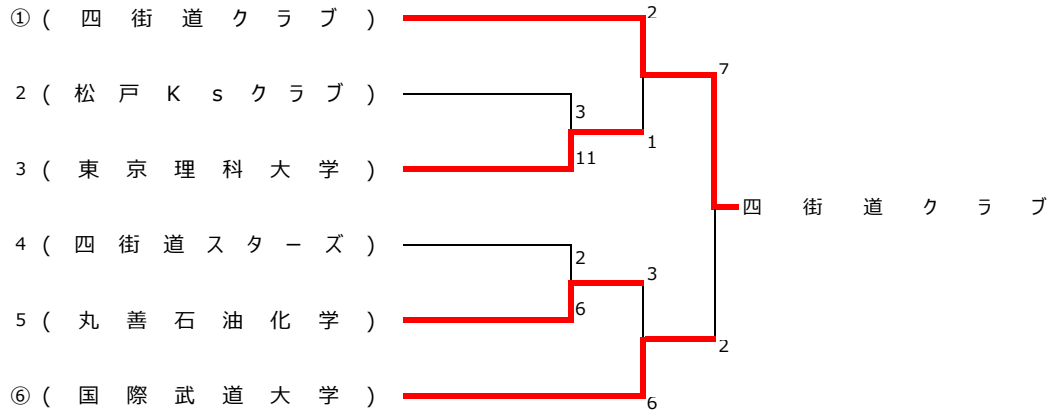 ① ( 四 街 道 ク ラ ブ )
2
7
2 ( 松 戸 K s ク ラ ブ )
3
1
3 ( 東 京 理 科 大 学 )
11
四 街 道 ク ラ ブ
4 ( 四 街 道 ス タ ー ズ )
2
3
5 ( 丸 善 石 油 化 学 )
6
2
⑥ ( 国 際 武 道 大 学 )
6